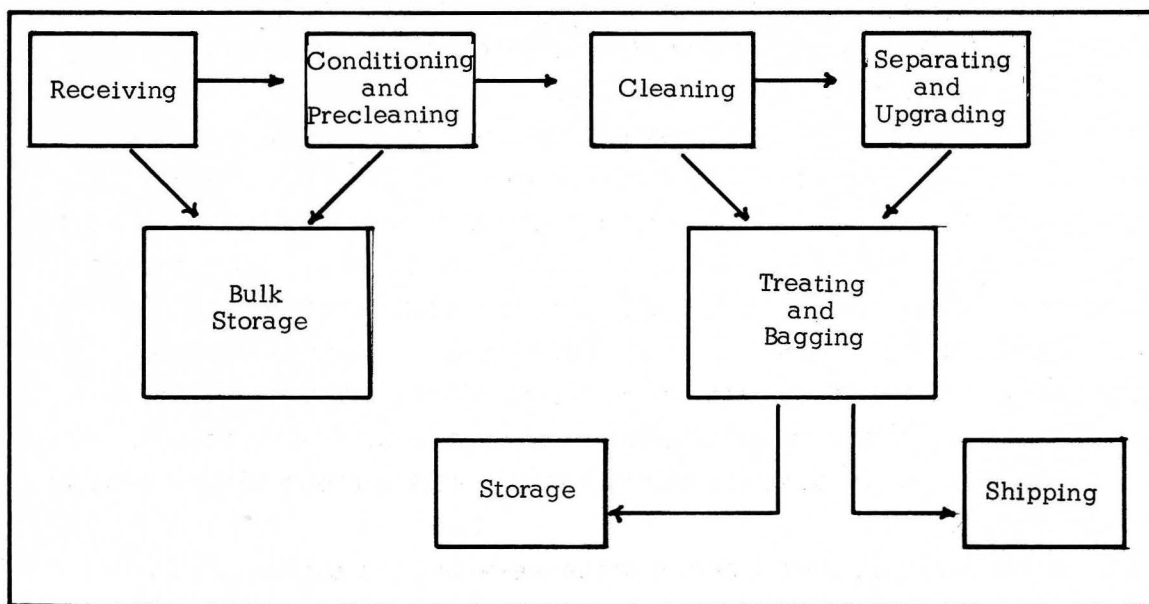 Receiving
Conditioning
and
Precleaning
Cleaning
Separating
and
Upgrading
Bulk
Storage
Treating
and
Bagging
Storage
Shipping